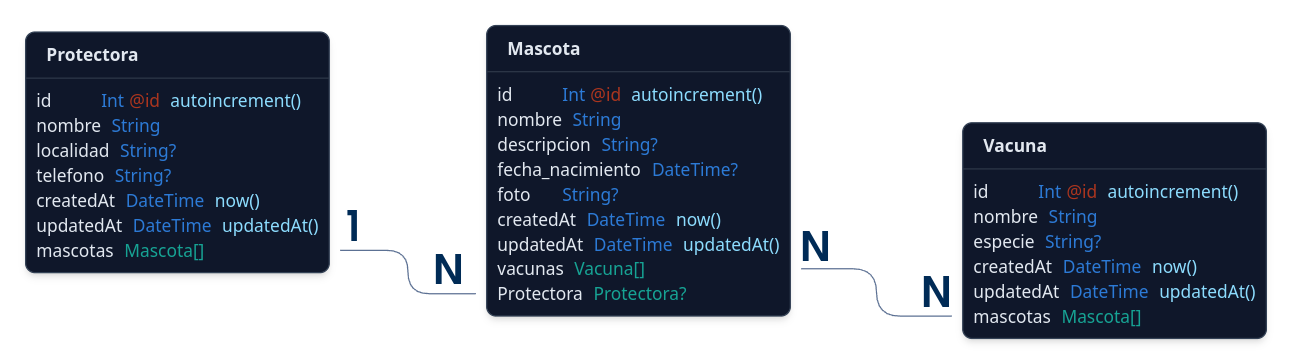 Protectora
id Int @id autoincrement()
nombre String
localidad String?
telefono String?
createdAt DateTime now()
updatedAt DateTime updatedAt()
mascotas Mascota[]
1
N
Mascota
id Int @id autoincrement()
nombre String
descripcion String?
fecha_nacimiento DateTime?
foto String?
createdAt DateTime now()
updatedAt DateTime updatedAt()
vacunas Vacuna[]
Protectora Protectora?
N
N
Vacuna
id Int @id autoincrement()
nombre String
especie String?
createdAt DateTime now()
updatedAt DateTime updatedAt()
mascotas Mascota[]